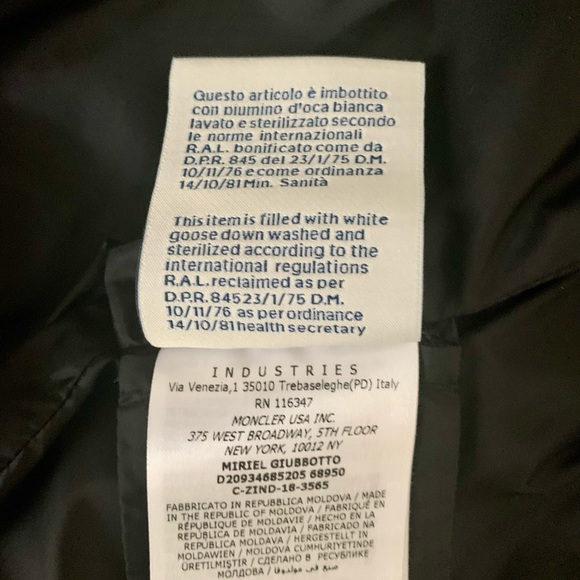 Questo articolo è imbottito
con piumino d'oca bianca
lavato e sterilizzato secondo
le norme internazionali
R.A.L. bonificato come da
D.P.R. 845 del 23/1/75 D.M.
10/11/76 e come ordinanza
14/10/81 Min. Sanità
This item is filled with white
goose down washed and
sterilized according to the
international regulations
R.A.L. reclaimed as per
D.P.R. 84523/1/75 D.M.
10/11/76 as per ordinance
14/10/81 health secretary
INDUSTRIES
Via Venezia,1 35010 Trebaseleghe(PD) Italy
RN 116347
MONCLER USA INC.
375 WEST BROADWAY, 5TH FLOOR
NEW YORK, 10012 NY
MIRIEL GIUBBOTTO
D20934685205 68950
C-ZIND-18-3565
FABBRICATO IN REPUBBLICA MOLDOVA / MADE
IN THE REPUBLIC OF MOLDOVA / FABRIQUÉ EN
RÉPUBLIQUE DE MOLDAVIE / HECHO EN LA
REPÚBLICA DE MOLDAVIA / FABRICADO NA
REPÚBLICA MOLDAVA / HERGESTELLT IN
MOLDAWIEN / MOLDOVA CUMHURIYETINDE
ÜRETILMIŞTIR / СДЕЛАНО В РЕСПУБЛИКЕ
МОЛДОВА / صنع في مولدوفا